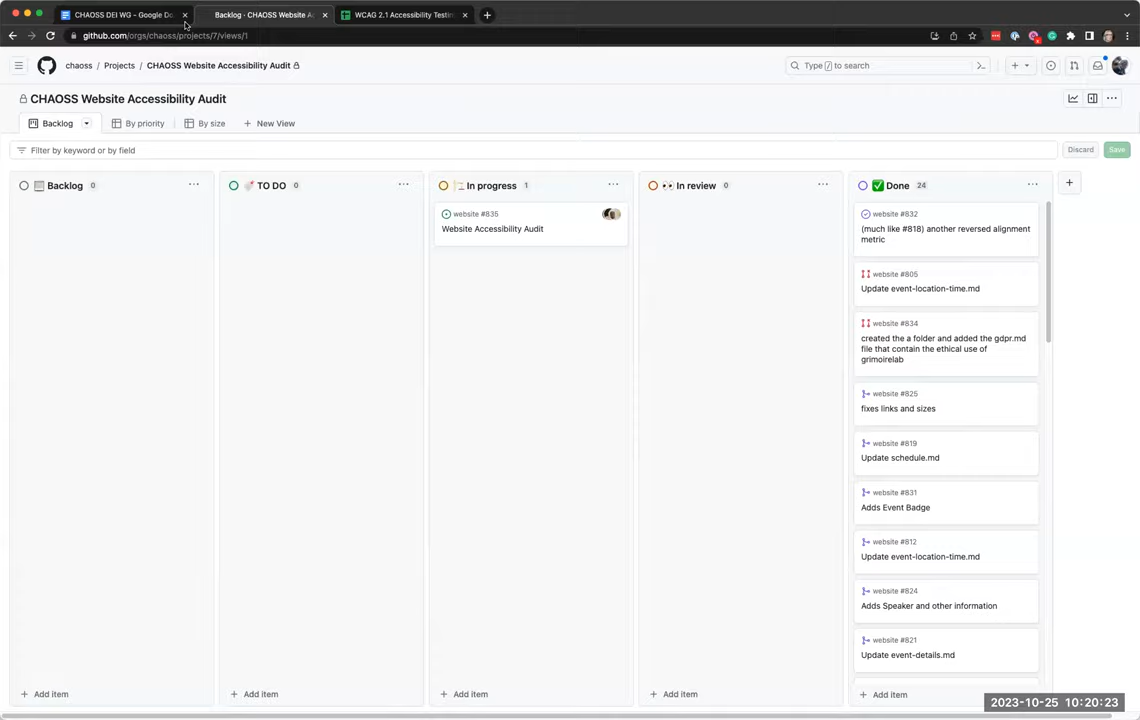 CHAOSS DEI WG - Google Do
Backlog · CHAOSS Website Ac
WCAG 2.1 Accessibility Testin
github.com/orgs/chaoss/projects/7/views/1
chaoss / Projects / CHAOSS Website Accessibility Audit
Type / to search
CHAOSS Website Accessibility Audit
Backlog
By priority
By size
+ New View
Filter by keyword or by field
Discard
Save
Backlog 0
TO DO 0
In progress 1
In review 0
Done 24
website #835
Website Accessibility Audit
website #832
(much like #818) another reversed alignment
metric
website #805
Update event-location-time.md
website #834
created the a folder and added the gdpr.md
file that contain the ethical use of
grimoirelab
website #825
fixes links and sizes
website #819
Update schedule.md
website #831
Adds Event Badge
website #812
Update event-location-time.md
website #824
Adds Speaker and other information
website #821
Update event-details.md
+ Add item
+ Add item
+ Add item
+ Add item
+ Add item
2023-10-25 10:20:23